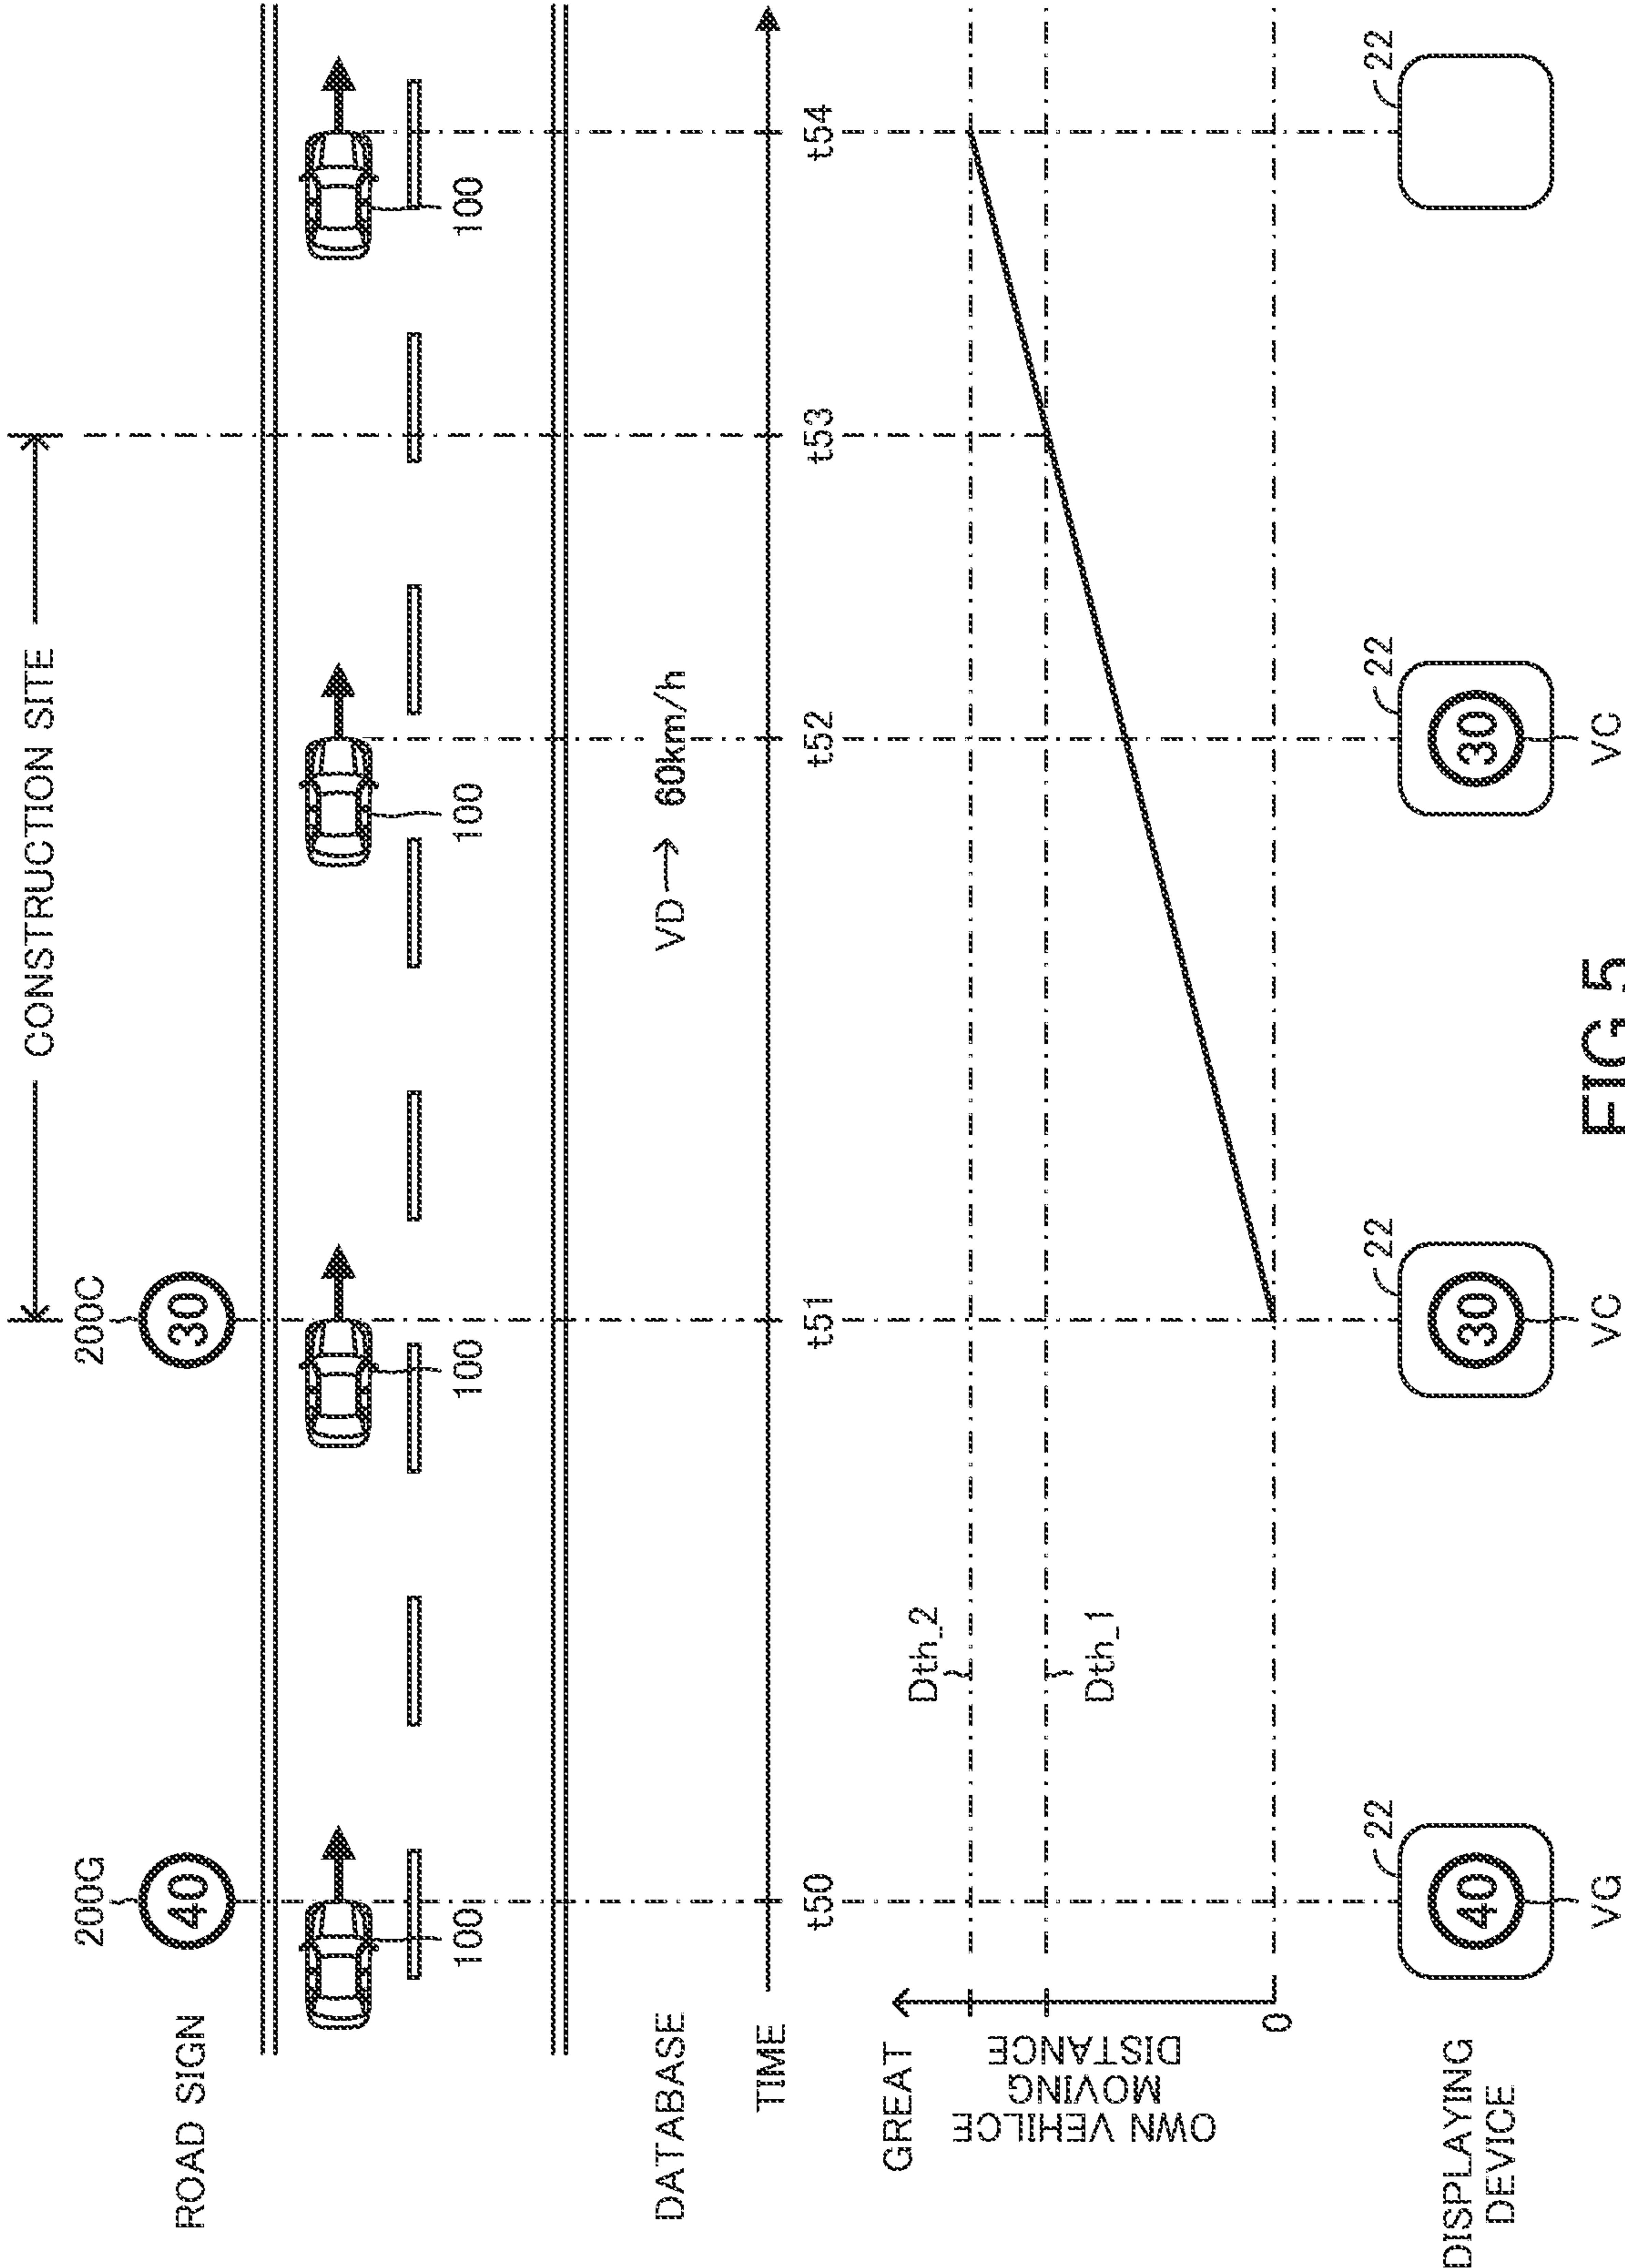 CONSTRUCTION SITE
200G
200C
ROAD SIGN
40
30
100
100
100
100
DATABASE
VD → 60km/h
TIME
t50
t51
t52
t53
t54
GREAT
Dth_2
Dth_1
OWN VEHILCE
MOVING
DISTANCE
0
22
22
22
22
DISPLAYING
DEVICE
40
30
30
VG
VC
VC
FIG.5